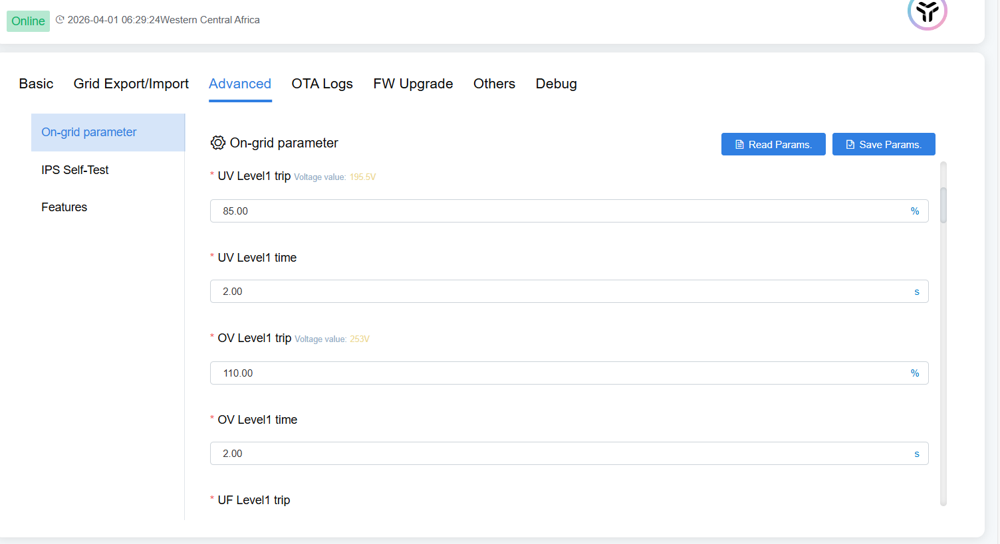 Online 2026-04-01 06:29:24Western Central Africa
Basic Grid Export/Import Advanced OTA Logs FW Upgrade Others Debug
On-grid parameter
IPS Self-Test
Features
On-grid parameter Read Params. Save Params.
* UV Level1 trip Voltage value: 195.5V
85.00 %
* UV Level1 time
2.00 s
* OV Level1 trip Voltage value: 253V
110.00 %
* OV Level1 time
2.00 s
* UF Level1 trip